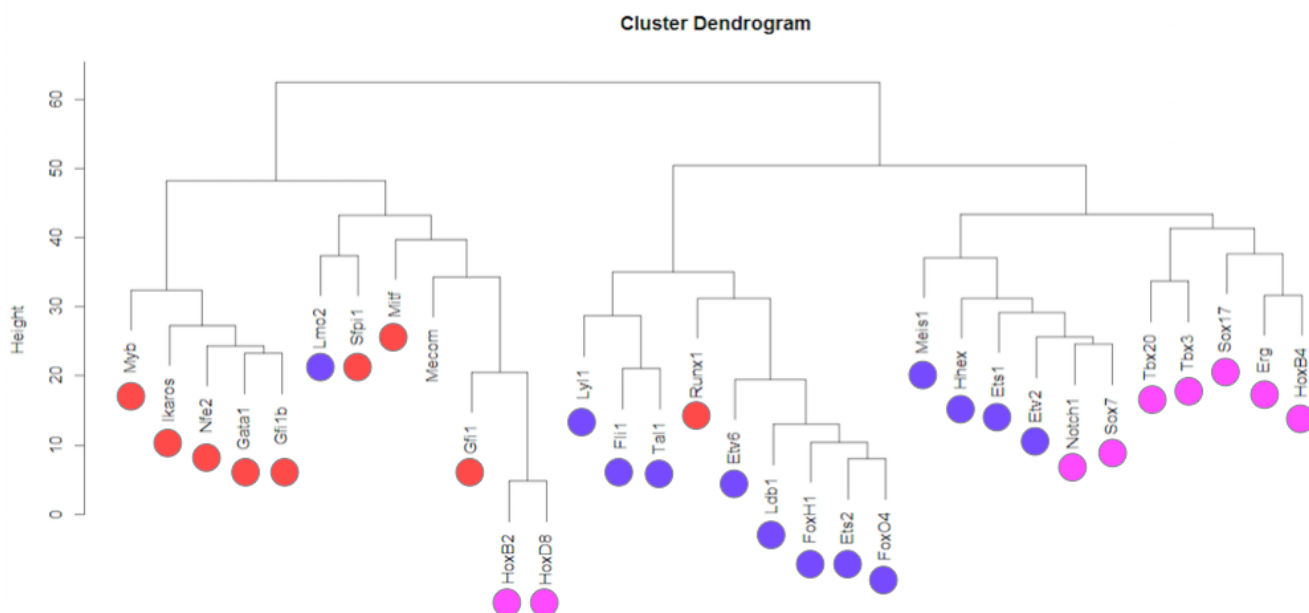 Cluster Dendrogram
Height
60
50
40
30
20
10
0
Myb
Ikaros
Nfe2
Gata1
Gfi1b
Lmo2
Sfpi1
Mitf
Mecom
Gfi1
HoxB2
HoxD8
Lyl1
Fli1
Tal1
Runx1
Etv6
Ldb1
FoxH1
Ets2
FoxO4
Meis1
Hhex
Ets1
Etv2
Notch1
Sox7
Tbx20
Tbx3
Sox17
Erg
HoxB4